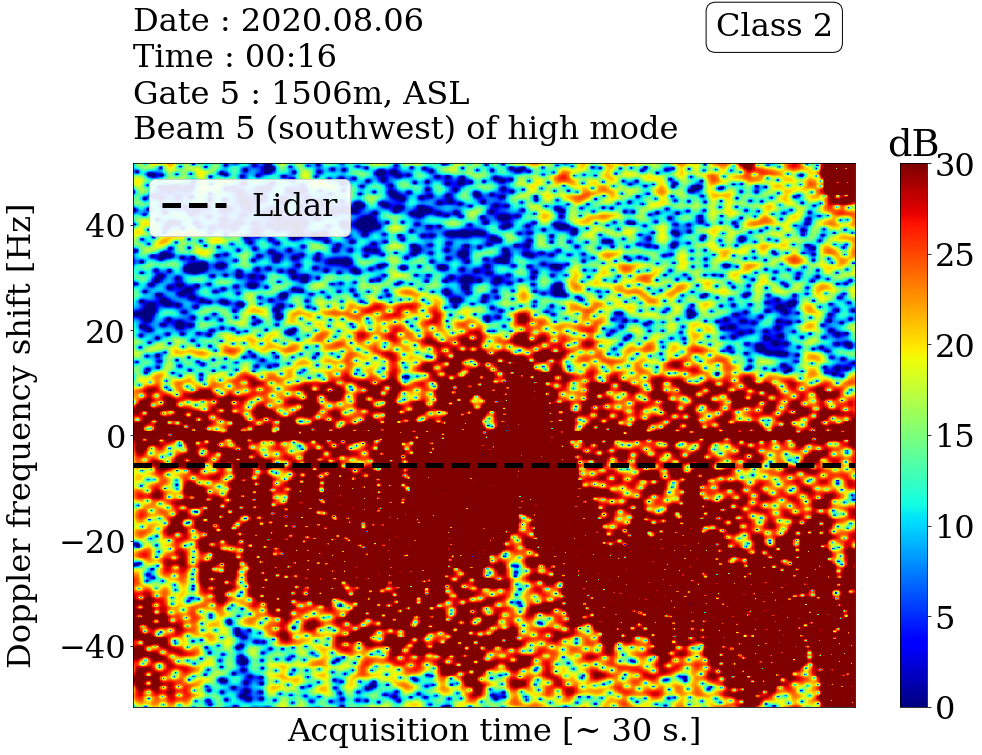 Date : 2020.08.06
Time : 00:16
Gate 5 : 1506m, ASL
Beam 5 (southwest) of high mode
Class 2
dB
Lidar
Doppler frequency shift [Hz]
40
20
0
−20
−40
Acquisition time [~ 30 s.]
30
25
20
15
10
5
0